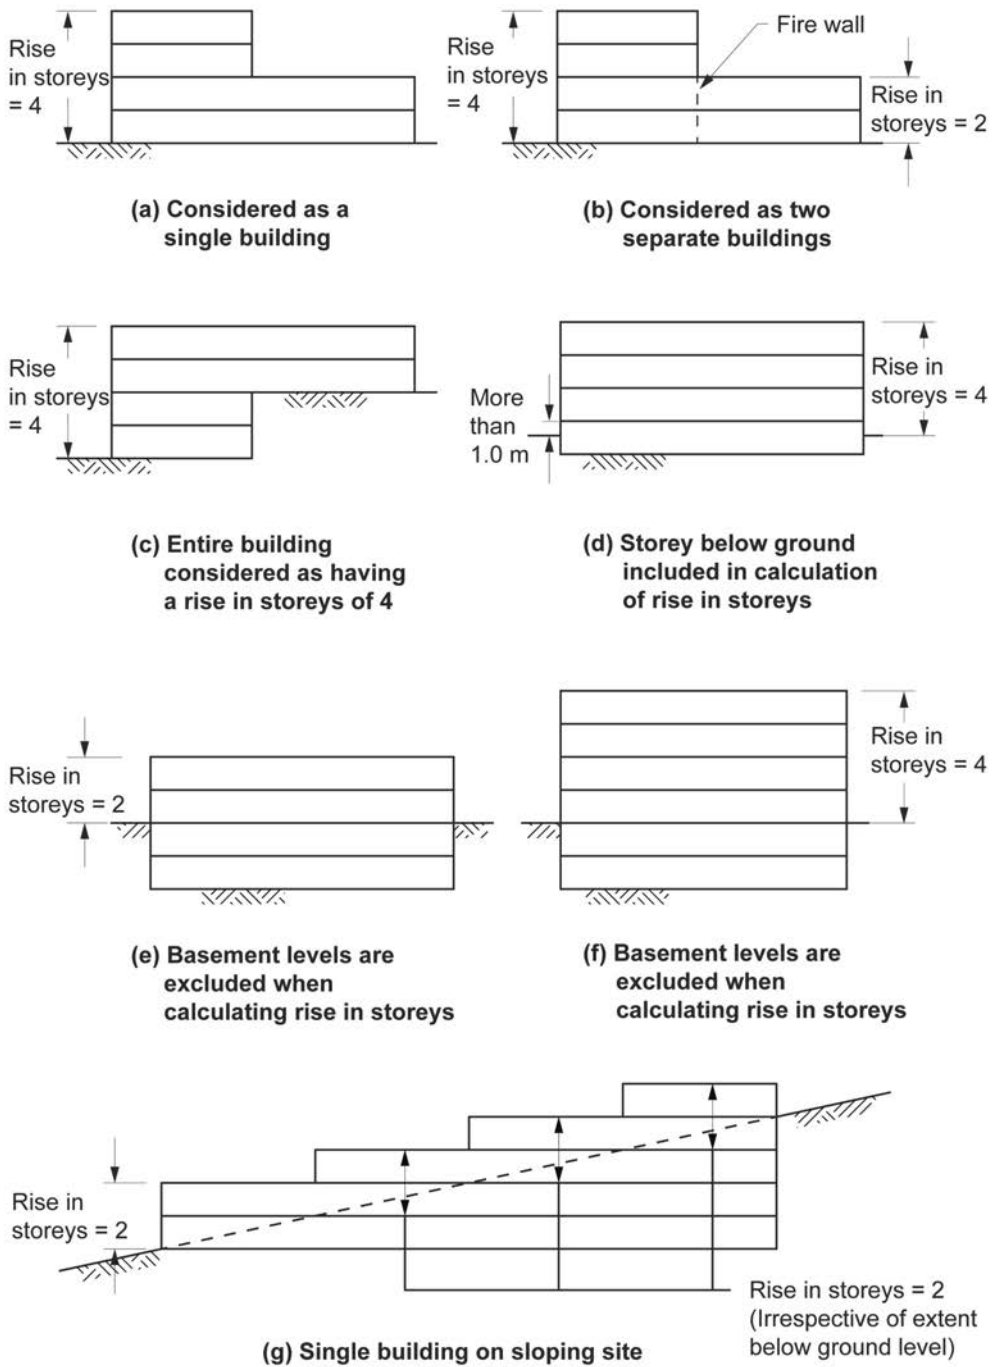 Rise
in storeys
= 4
(a) Considered as a
single building
Rise
in storeys
= 4
Fire wall
Rise in
storeys = 2
(b) Considered as two
separate buildings
Rise
in storeys
= 4
(c) Entire building
considered as having
a rise in storeys of 4
More
than
1.0 m
Rise in
storeys = 4
(d) Storey below ground
included in calculation
of rise in storeys
Rise in
storeys = 2
(e) Basement levels are
excluded when
calculating rise in storeys
Rise in
storeys = 4
(f) Basement levels are
excluded when
calculating rise in storeys
Rise in
storeys = 2
Rise in storeys = 2
(Irrespective of extent
below ground level)
(g) Single building on sloping site